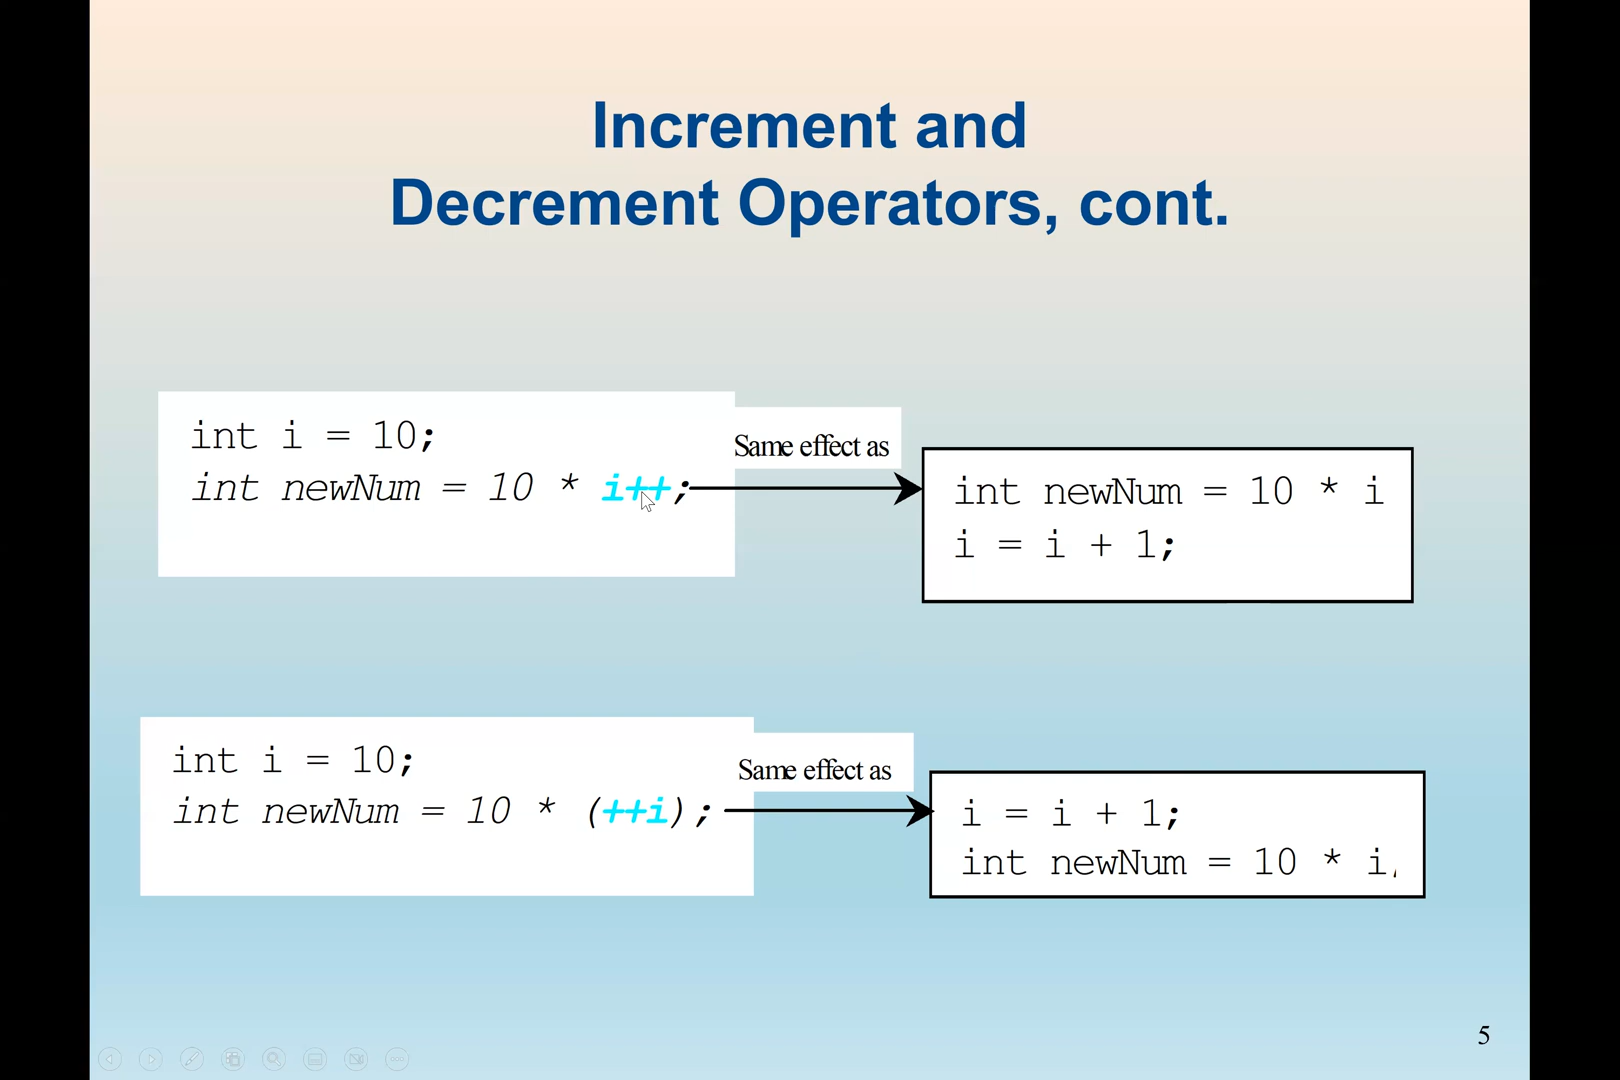 Increment and
Decrement Operators, cont.
int i = 10;
int newNum = 10 * i++;
Same effect as
int newNum = 10 * i
i = i + 1;
int i = 10;
int newNum = 10 * (++i);
Same effect as
i = i + 1;
int newNum = 10 * i,
5